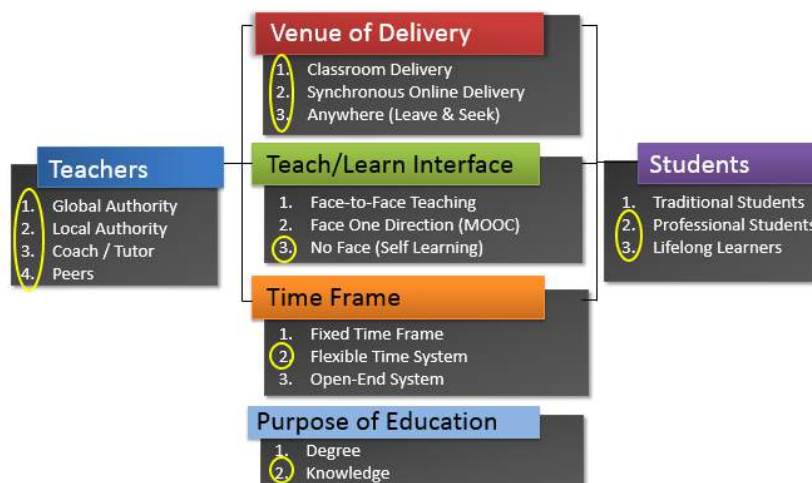 Venue of Delivery
1. Classroom Delivery
2. Synchronous Online Delivery
3. Anywhere (Leave & Seek)
Teachers
1. Global Authority
2. Local Authority
3. Coach / Tutor
4. Peers
Teach/Learn Interface
1. Face-to-Face Teaching
2. Face One Direction (MOOC)
3. No Face (Self Learning)
Students
1. Traditional Students
2. Professional Students
3. Lifelong Learners
Time Frame
1. Fixed Time Frame
2. Flexible Time System
3. Open-End System
Purpose of Education
1. Degree
2. Knowledge